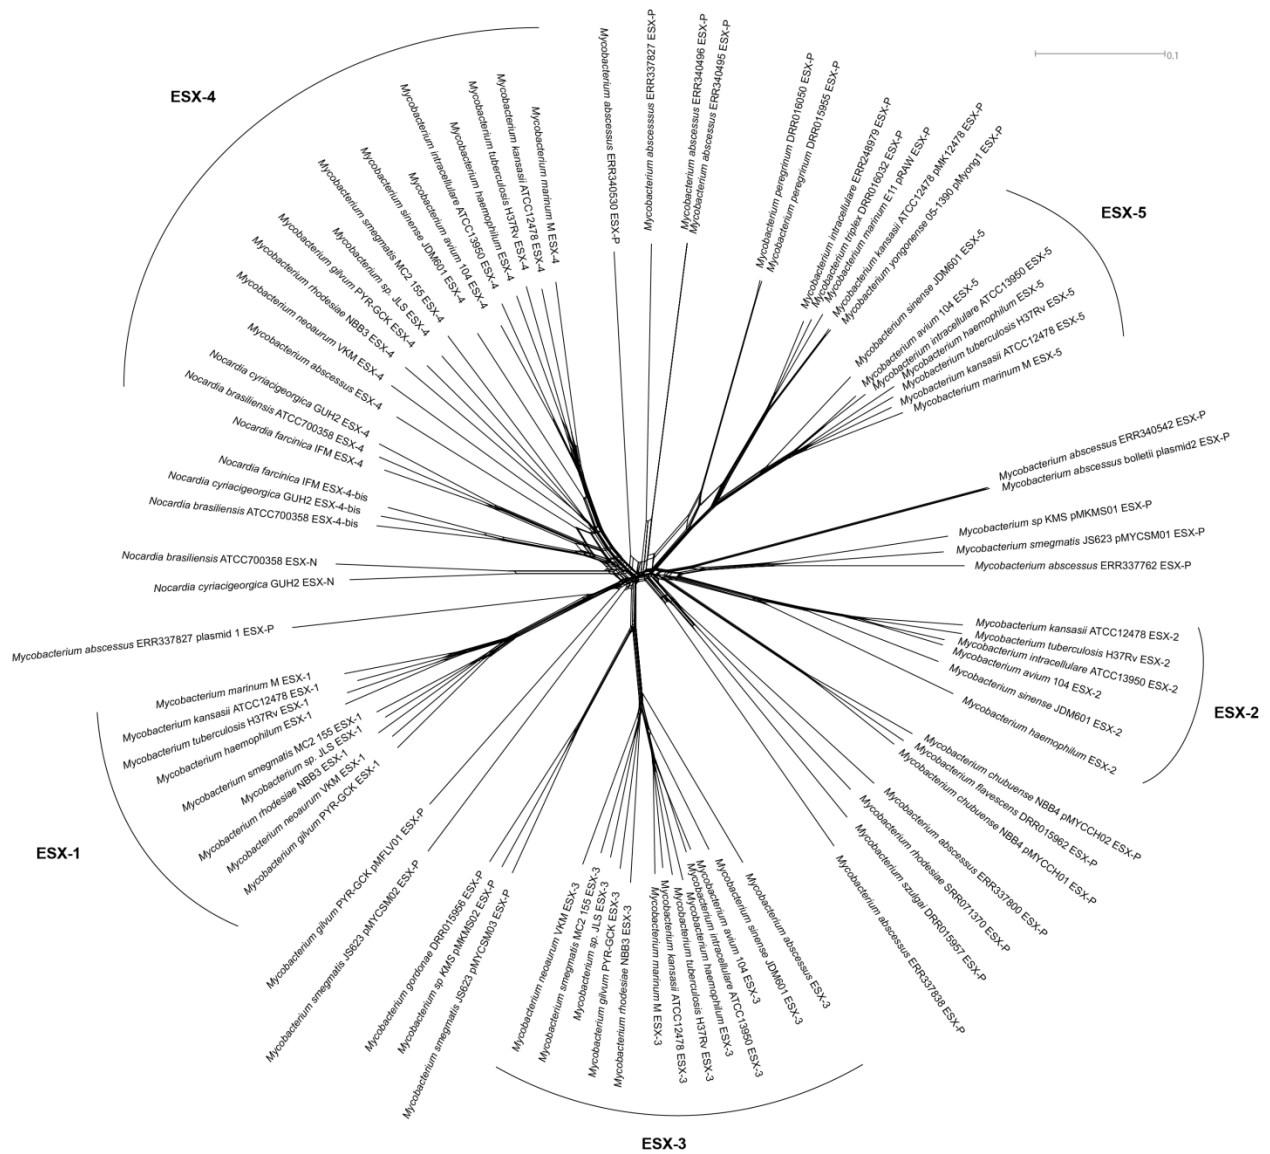 ESX-4
Mycobacterium abscessus ERR340530 ESX-P
Mycobacterium abscesssus ERR337827 ESX-P
Mycobacterium abscessus ERR340496 ESX-P
Mycobacterium abscessus ERR340495 ESX-P
Mycobacterium peregrinum DRR016050 ESX-P
Mycobacterium peregrinum DRR015955 ESX-P
Mycobacterium intracellulare ERR248979 ESX-P
Mycobacterium triplex DRR016032 ESX-P
Mycobacterium marinum E11 pRAW ESX-P
Mycobacterium kansasii ATCC12478 pMK12478 ESX-P
Mycobacterium yongonense 05-1390 pMyong1 ESX-P
0.1
ESX-5
Mycobacterium sinense JDM601 ESX-5
Mycobacterium avium 104 ESX-5
Mycobacterium intracellulare ATCC13950 ESX-5
Mycobacterium haemophilum ESX-5
Mycobacterium tuberculosis H37Rv ESX-5
Mycobacterium kansasii ATCC12478 ESX-5
Mycobacterium marinum M ESX-5
Mycobacterium abscessus ERR340542 ESX-P
Mycobacterium abscessus bolletii plasmid2 ESX-P
Mycobacterium sp KMS pMKMS01 ESX-P
Mycobacterium smegmatis JS623 pMYCSM01 ESX-P
Mycobacterium abscessus ERR337762 ESX-P
Mycobacterium kansasii ATCC12478 ESX-2
Mycobacterium tuberculosis H37Rv ESX-2
Mycobacterium intracellulare ATCC13950 ESX-2
Mycobacterium avium 104 ESX-2
Mycobacterium sinense JDM601 ESX-2
Mycobacterium haemophilum ESX-2
ESX-2
Mycobacterium chubuense NBB4 pMYCCH02 ESX-P
Mycobacterium flavescens DRR015962 ESX-P
Mycobacterium chubuense NBB4 pMYCCH01 ESX-P
Mycobacterium abscessus ERR337800 ESX-P
Mycobacterium rhodesiae SRR071370 ESX-P
Mycobacterium szulgai DRR015957 ESX-P
Mycobacterium abscessus ERR337838 ESX-P
Mycobacterium abscessus ESX-3
Mycobacterium sinense JDM601 ESX-3
Mycobacterium avium 104 ESX-3
Mycobacterium intracellulare ATCC13950 ESX-3
Mycobacterium haemophilum ESX-3
Mycobacterium tuberculosis H37Rv ESX-3
Mycobacterium kansasii ATCC12478 ESX-3
Mycobacterium marinum M ESX-3
Mycobacterium rhodesiae NBB3 ESX-3
Mycobacterium gilvum PYR-GCK ESX-3
Mycobacterium sp. JLS ESX-3
Mycobacterium smegmatis MC2 155 ESX-3
Mycobacterium neoaurum VKM ESX-3
ESX-3
Mycobacterium smegmatis JS623 pMYCSM03 ESX-P
Mycobacterium sp KMS pMKMS02 ESX-P
Mycobacterium gordonae DRR015956 ESX-P
Mycobacterium smegmatis JS623 pMYCSM02 ESX-P
Mycobacterium gilvum PYR-GCK pMFLV01 ESX-P
Mycobacterium gilvum PYR-GCK ESX-1
Mycobacterium neoaurum VKM ESX-1
Mycobacterium rhodesiae NBB3 ESX-1
Mycobacterium sp. JLS ESX-1
Mycobacterium smegmatis MC2 155 ESX-1
Mycobacterium haemophilum ESX-1
Mycobacterium tuberculosis H37Rv ESX-1
Mycobacterium kansasii ATCC12478 ESX-1
Mycobacterium marinum M ESX-1
ESX-1
Mycobacterium abscessus ERR337827 plasmid 1 ESX-P
Nocardia cyriacigeorgica GUH2 ESX-N
Nocardia brasiliensis ATCC700358 ESX-N
Nocardia brasiliensis ATCC700358 ESX-4-bis
Nocardia cyriacigeorgica GUH2 ESX-4-bis
Nocardia farcinica IFM ESX-4-bis
Nocardia farcinica IFM ESX-4
Nocardia brasiliensis ATCC700358 ESX-4
Nocardia cyriacigeorgica GUH2 ESX-4
Mycobacterium abscessus ESX-4
Mycobacterium neoaurum VKM ESX-4
Mycobacterium rhodesiae NBB3 ESX-4
Mycobacterium gilvum PYR-GCK ESX-4
Mycobacterium sp. JLS ESX-4
Mycobacterium smegmatis MC2 155 ESX-4
Mycobacterium sinense JDM601 ESX-4
Mycobacterium avium 104 ESX-4
Mycobacterium intracellulare ATCC13950 ESX-4
Mycobacterium haemophilum ESX-4
Mycobacterium tuberculosis H37Rv ESX-4
Mycobacterium kansasii ATCC12478 ESX-4
Mycobacterium marinum M ESX-4